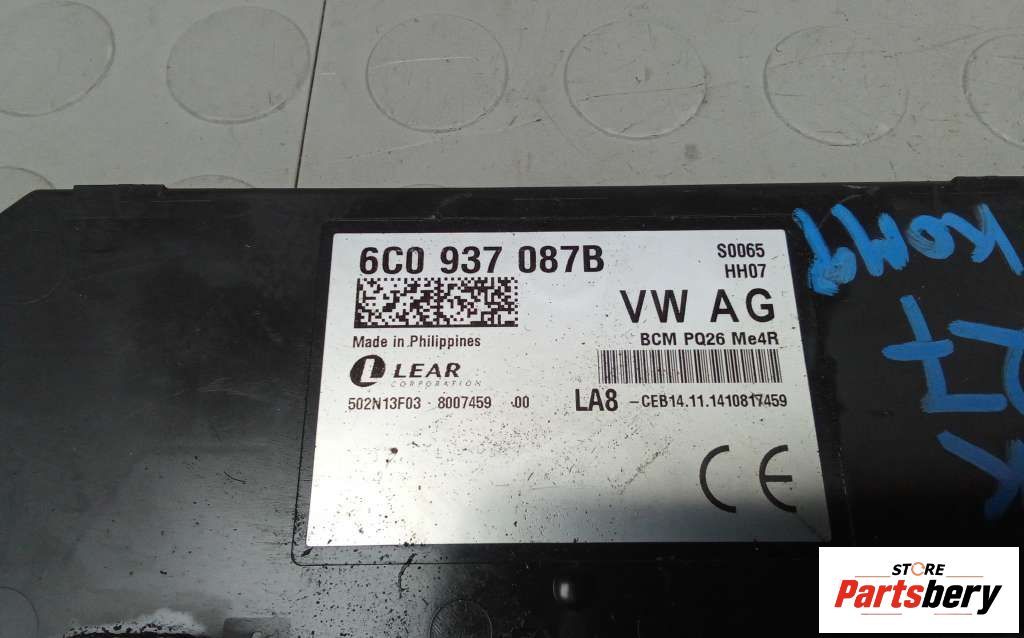 6C0 937 087B
S0065
HH07
VW AG
Made in Philippines
BCM PQ26 Me4R
LEAR
CORPORATION
502N13F03 8007459 00
LA8 -CEB14.11.1410817459
CE
STORE
Partsbery